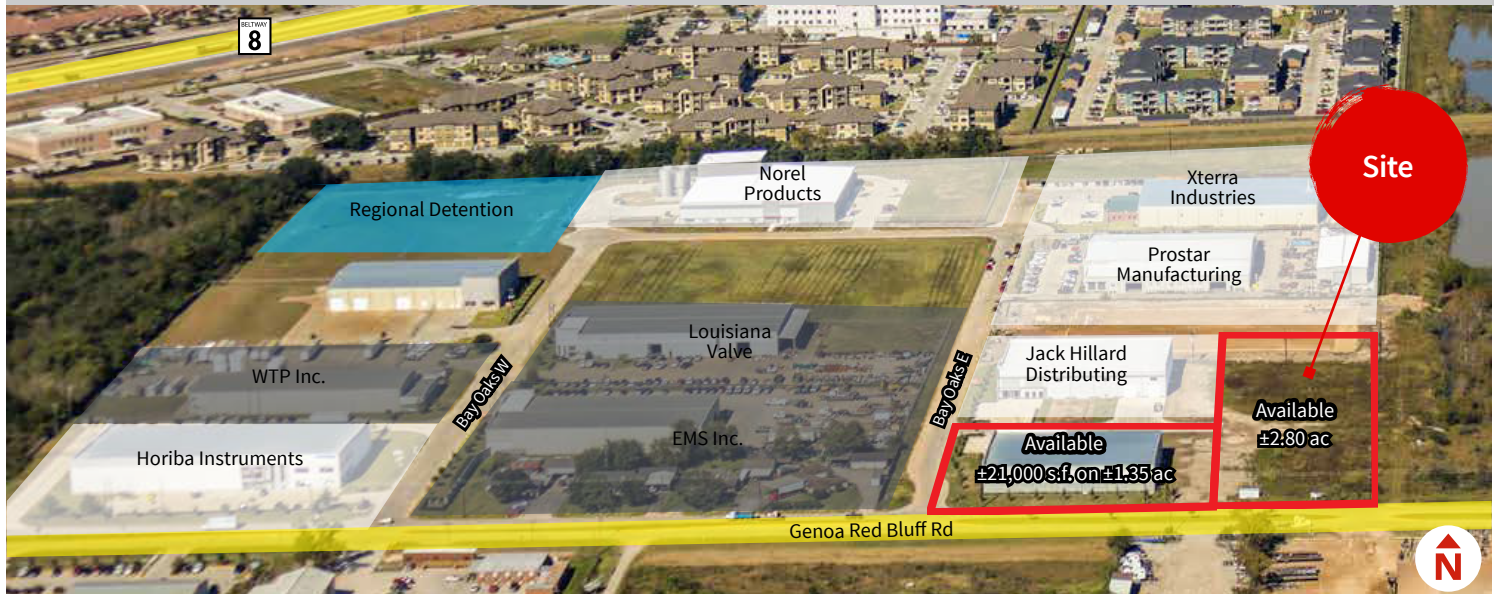 BELTWAY
8
Site
Norel
Products
Xterra
Industries
Regional Detention
Prostar
Manufacturing
Louisiana
Valve
Jack Hillard
Distributing
WTP Inc.
Bay Oaks W
Bay Oaks E
Available
±2.80 ac
EMS Inc.
Available
±21,000 s.f. on ±1.35 ac
Horiba Instruments
Genoa Red Bluff Rd
N